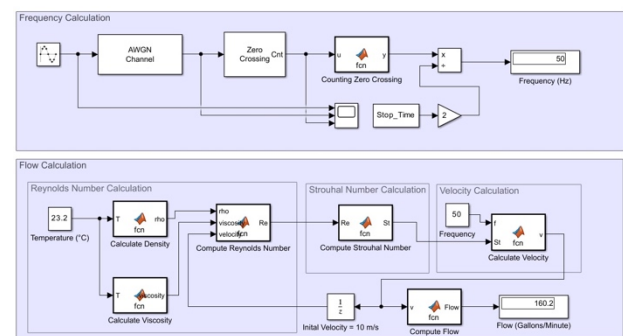 Frequency Calculation
AWGN
Channel
Zero
Crossing
Cnt
u
y
fcn
Counting Zero Crossing
x
÷
50
Frequency (Hz)
Stop_Time
2
Flow Calculation
Reynolds Number Calculation
Strouhal Number Calculation
Velocity Calculation
23.2
Temperature (°C)
T
rho
fcn
Calculate Density
T
viscosity
fcn
Calculate Viscosity
rho
viscosity
velocity
Re
fcn
Compute Reynolds Number
Re
St
fcn
Compute Strouhal Number
50
Frequency
f
St
v
fcn
Calculate Velocity
1
z
Inital Velocity = 10 m/s
v
Flow
fcn
Compute Flow
160.2
Flow (Gallons/Minute)